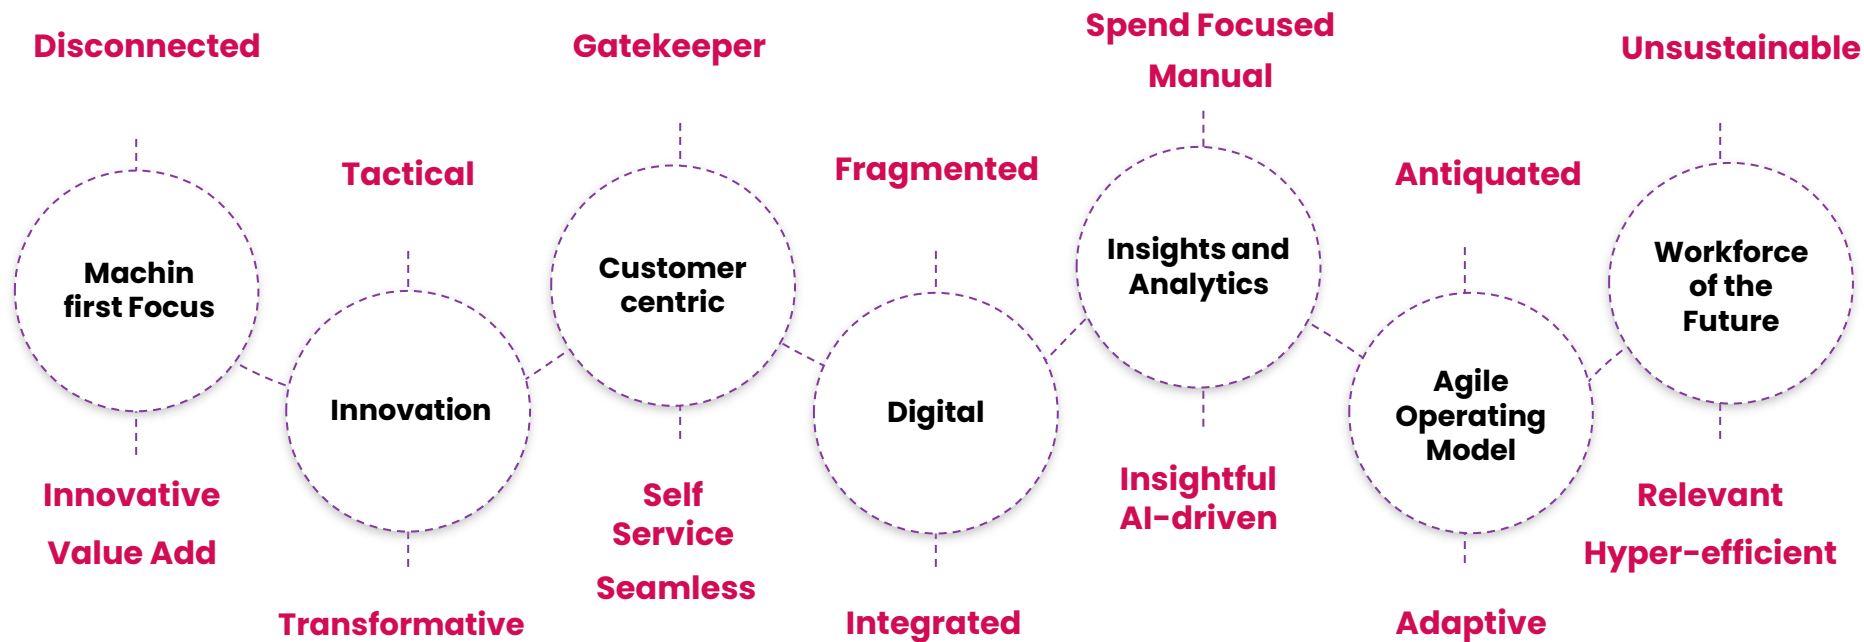 Disconnected
Machin
first Focus
Innovative
Value Add
Tactical
Innovation
Transformative
Gatekeeper
Customer
centric
Self
Service
Seamless
Fragmented
Digital
Integrated
Spend Focused
Manual
Insights and
Analytics
Insightful
AI-driven
Antiquated
Agile
Operating
Model
Adaptive
Unsustainable
Workforce
of the
Future
Relevant
Hyper-efficient